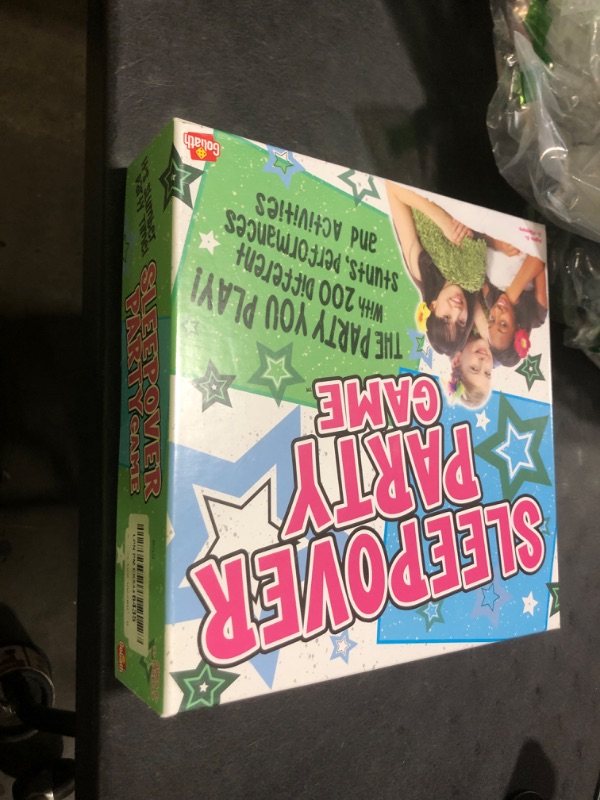 SLEEPOVER
PARTY
GAME
THE PARTY YOU PLAY!
with 200 Different
Stunts, Performances
and Activities
Goliath
SLEEPOVER
PARTY GAME